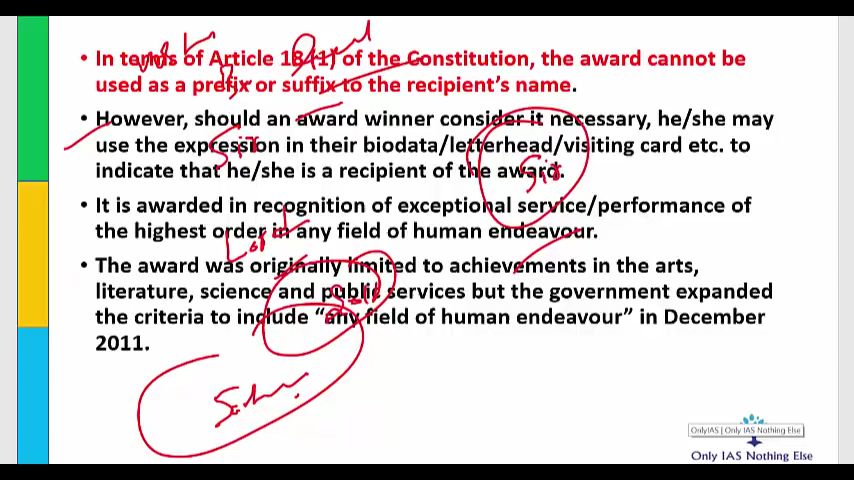 • In terms of Article 18 (1) of the Constitution, the award cannot be
used as a prefix or suffix to the recipient's name.
• However, should an award winner consider it necessary, he/she may
use the expression in their biodata/letterhead/visiting card etc. to
indicate that he/she is a recipient of the award.
Sir
Sir
• It is awarded in recognition of exceptional service/performance of
the highest order in any field of human endeavour.
Lord
• The award was originally limited to achievements in the arts,
literature, science and public services but the government expanded
the criteria to include “any field of human endeavour” in December
2011.
OnlyIAS | Only IAS Nothing Else
Only IAS Nothing Else